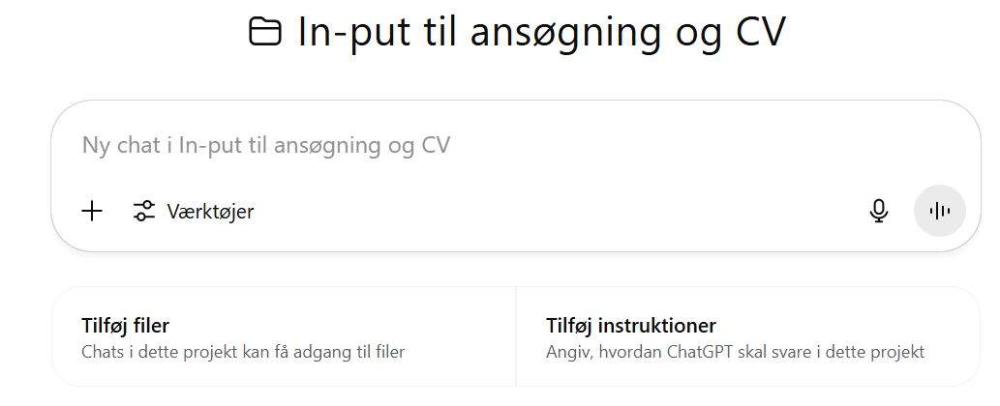 In-put til ansøgning og CV
Ny chat i In-put til ansøgning og CV
Værktøjer
Tilføj filer
Chats i dette projekt kan få adgang til filer
Tilføj instruktioner
Angiv, hvordan ChatGPT skal svare i dette projekt